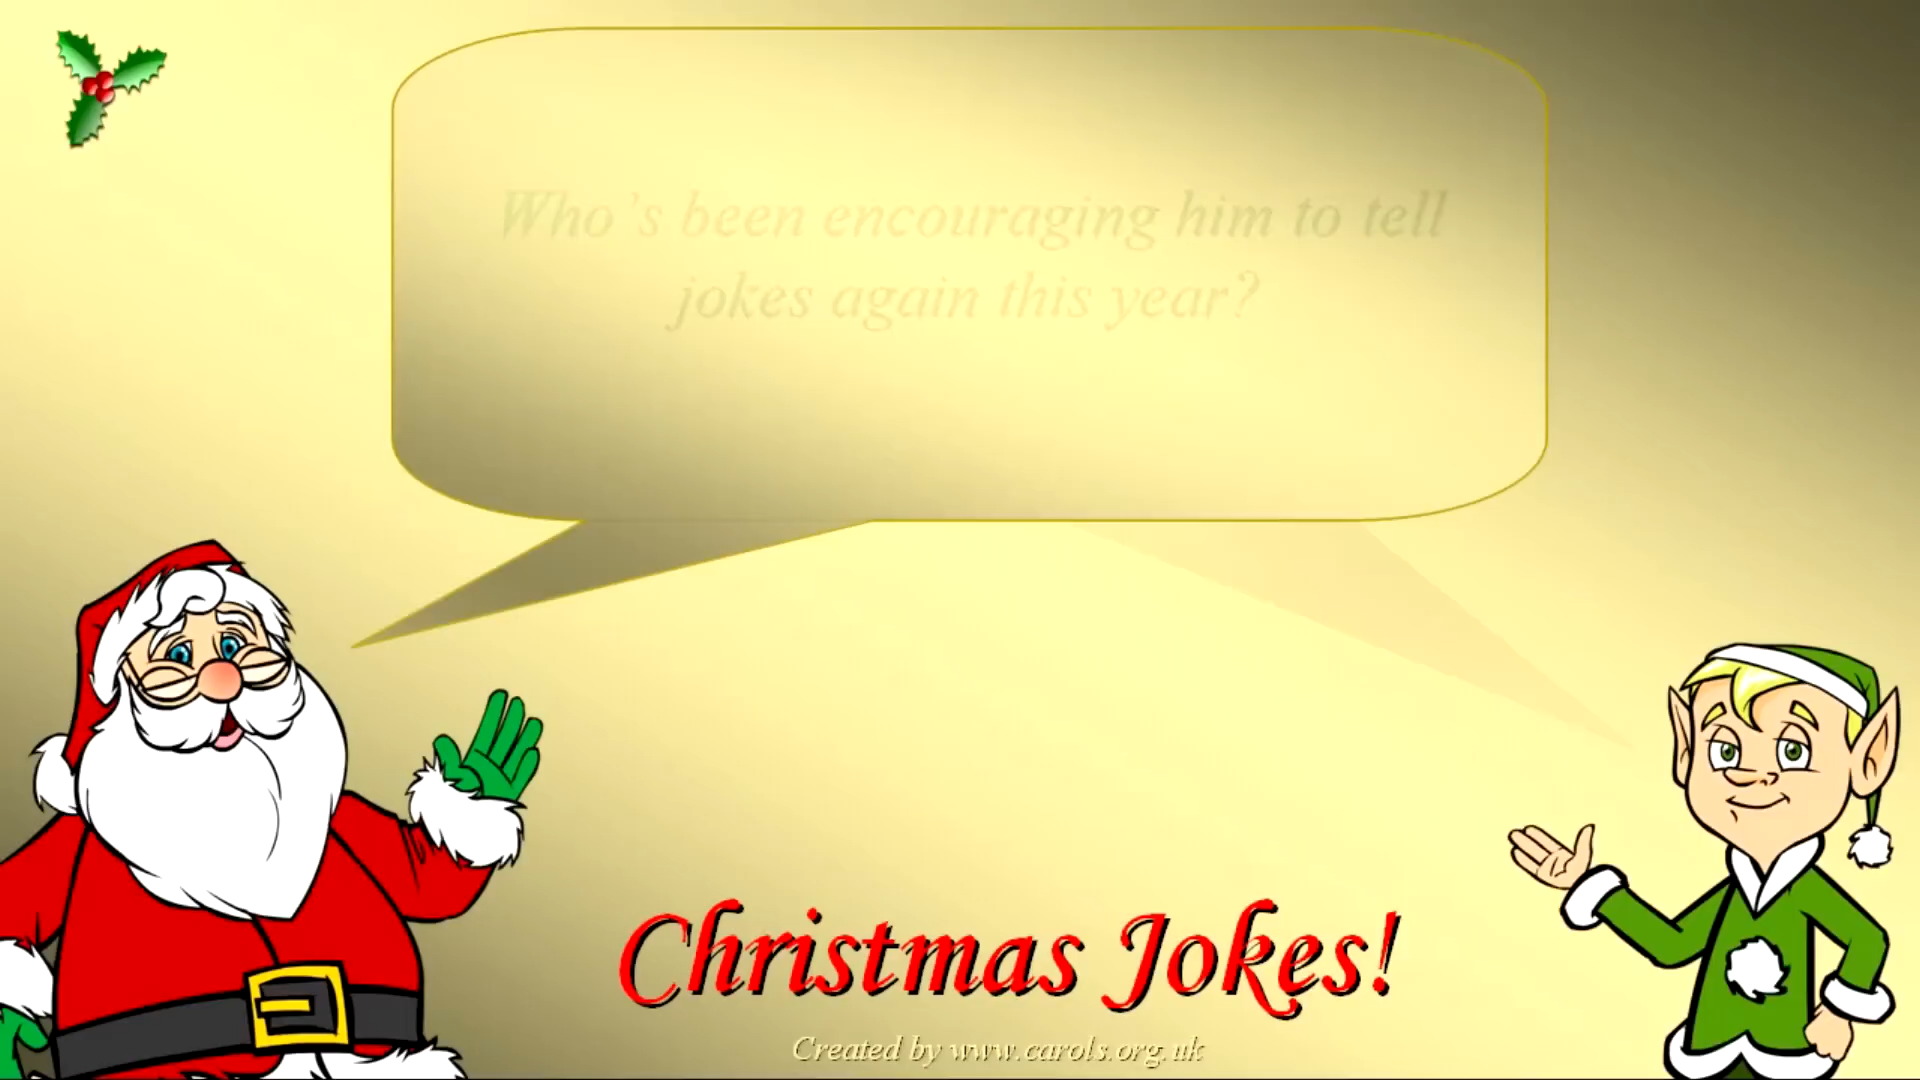 Who's been encouraging him to tell
jokes again this year?
Christmas Jokes!
Created by www.carols.org.uk